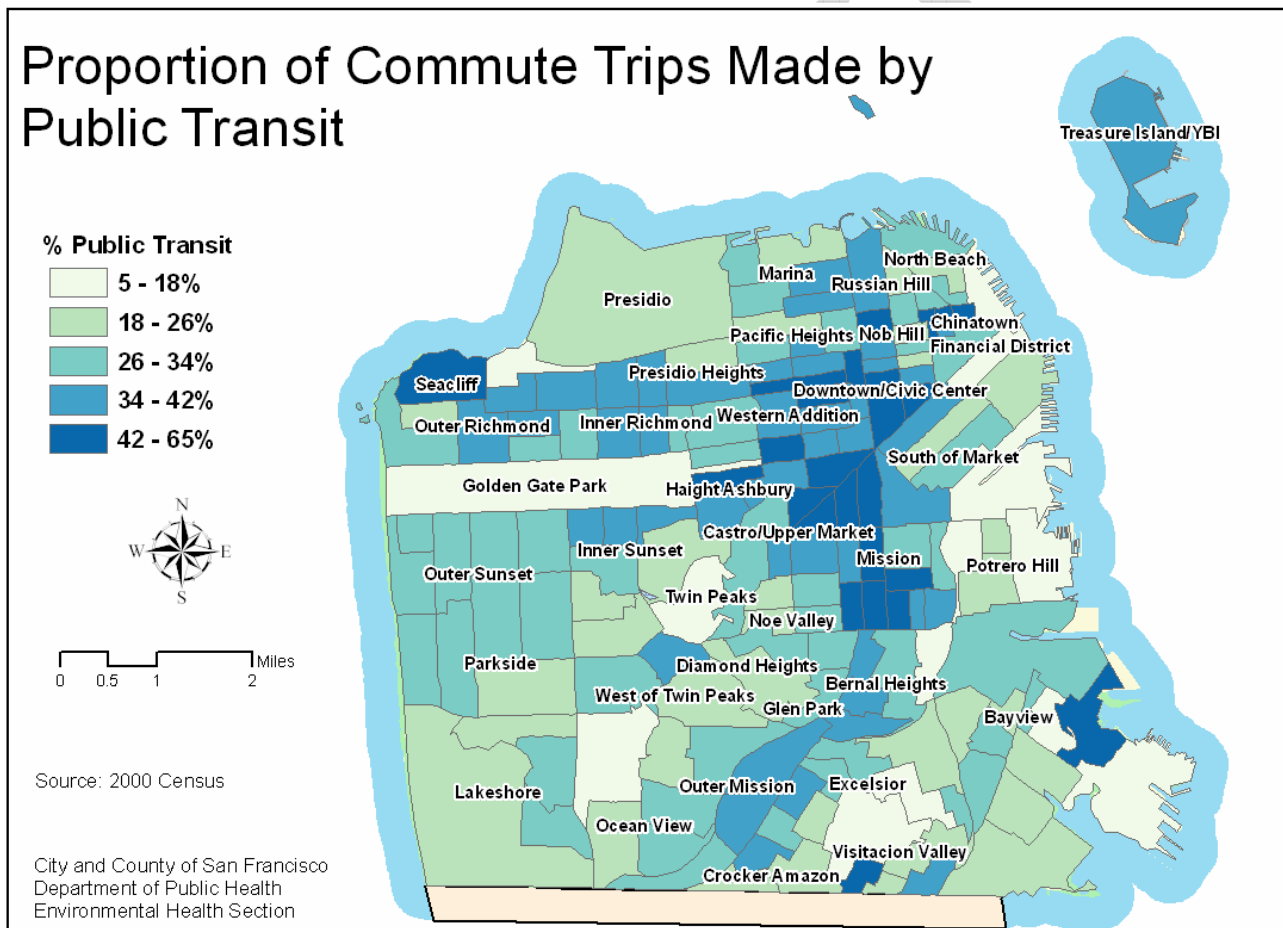 Proportion of Commute Trips Made by
Public Transit
% Public Transit
5 - 18%
18 - 26%
26 - 34%
34 - 42%
42 - 65%
N
W
E
S
0 0.5 1 2
Miles
Source: 2000 Census
City and County of San Francisco
Department of Public Health
Environmental Health Section
Treasure Island/YBI
Presidio
Marina
North Beach
Russian Hill
Pacific Heights
Nob Hill
Chinatown
Financial District
Seacliff
Presidio Heights
Downtown/Civic Center
Outer Richmond
Inner Richmond
Western Addition
South of Market
Golden Gate Park
Haight Ashbury
Castro/Upper Market
Inner Sunset
Mission
Potrero Hill
Outer Sunset
Twin Peaks
Noe Valley
Parkside
Diamond Heights
West of Twin Peaks
Bernal Heights
Glen Park
Bayview
Lakeshore
Outer Mission
Excelsior
Ocean View
Visitacion Valley
Crocker Amazon